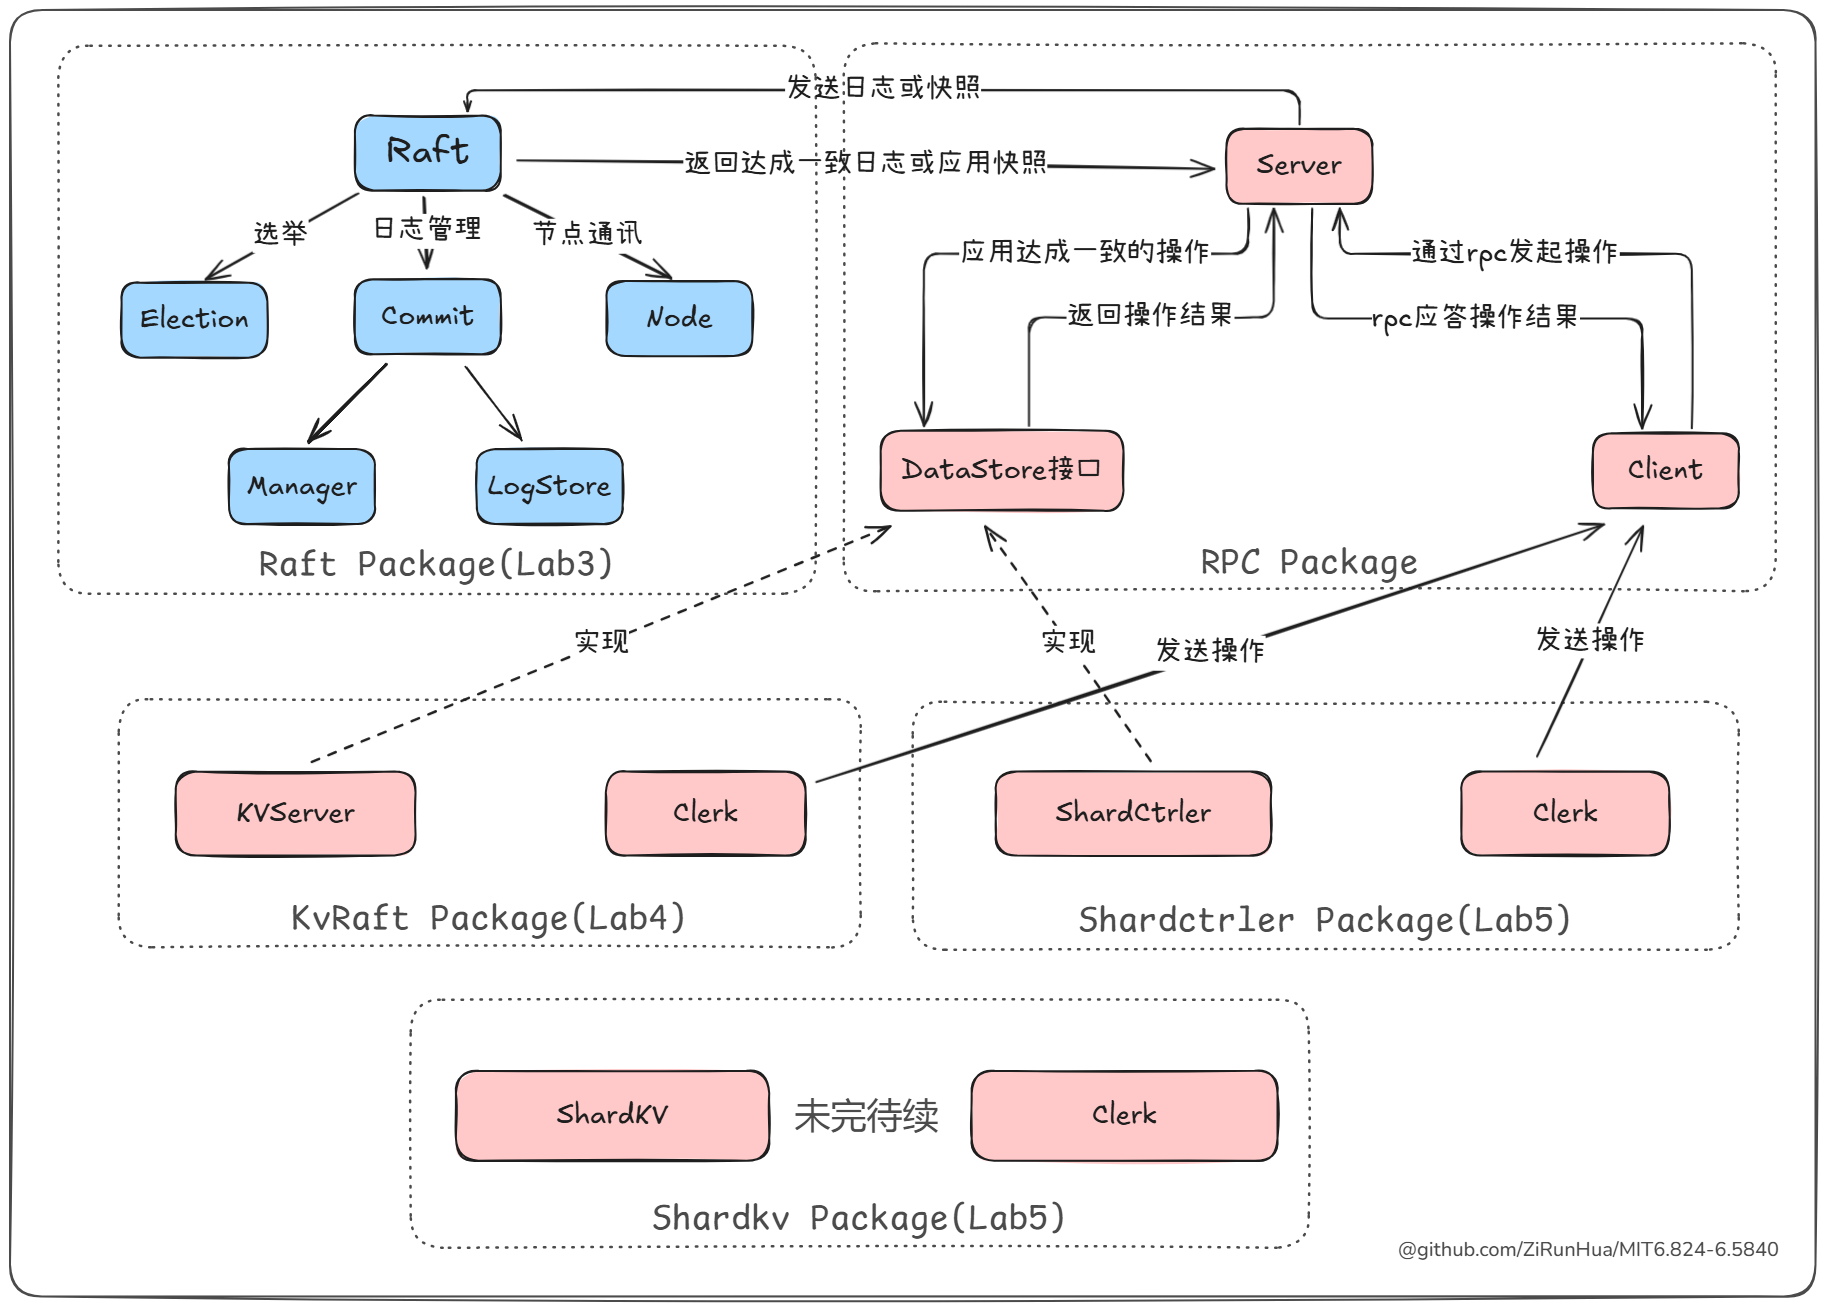 发送日志或快照
Raft
返回达成一致日志或应用快照
Server
选举
日志管理
节点通讯
应用达成一致的操作
通过rpc发起操作
Election
Commit
Node
返回操作结果
rpc应答操作结果
Manager
LogStore
DataStore接口
Client
Raft Package(Lab3)
RPC Package
实现
实现
发送操作
发送操作
KVServer
Clerk
ShardCtrler
Clerk
KvRaft Package(Lab4)
Shardctrler Package(Lab5)
ShardKV
未完待续
Clerk
Shardkv Package(Lab5)
@github.com/ZiRunHua/MIT6.824-6.5840